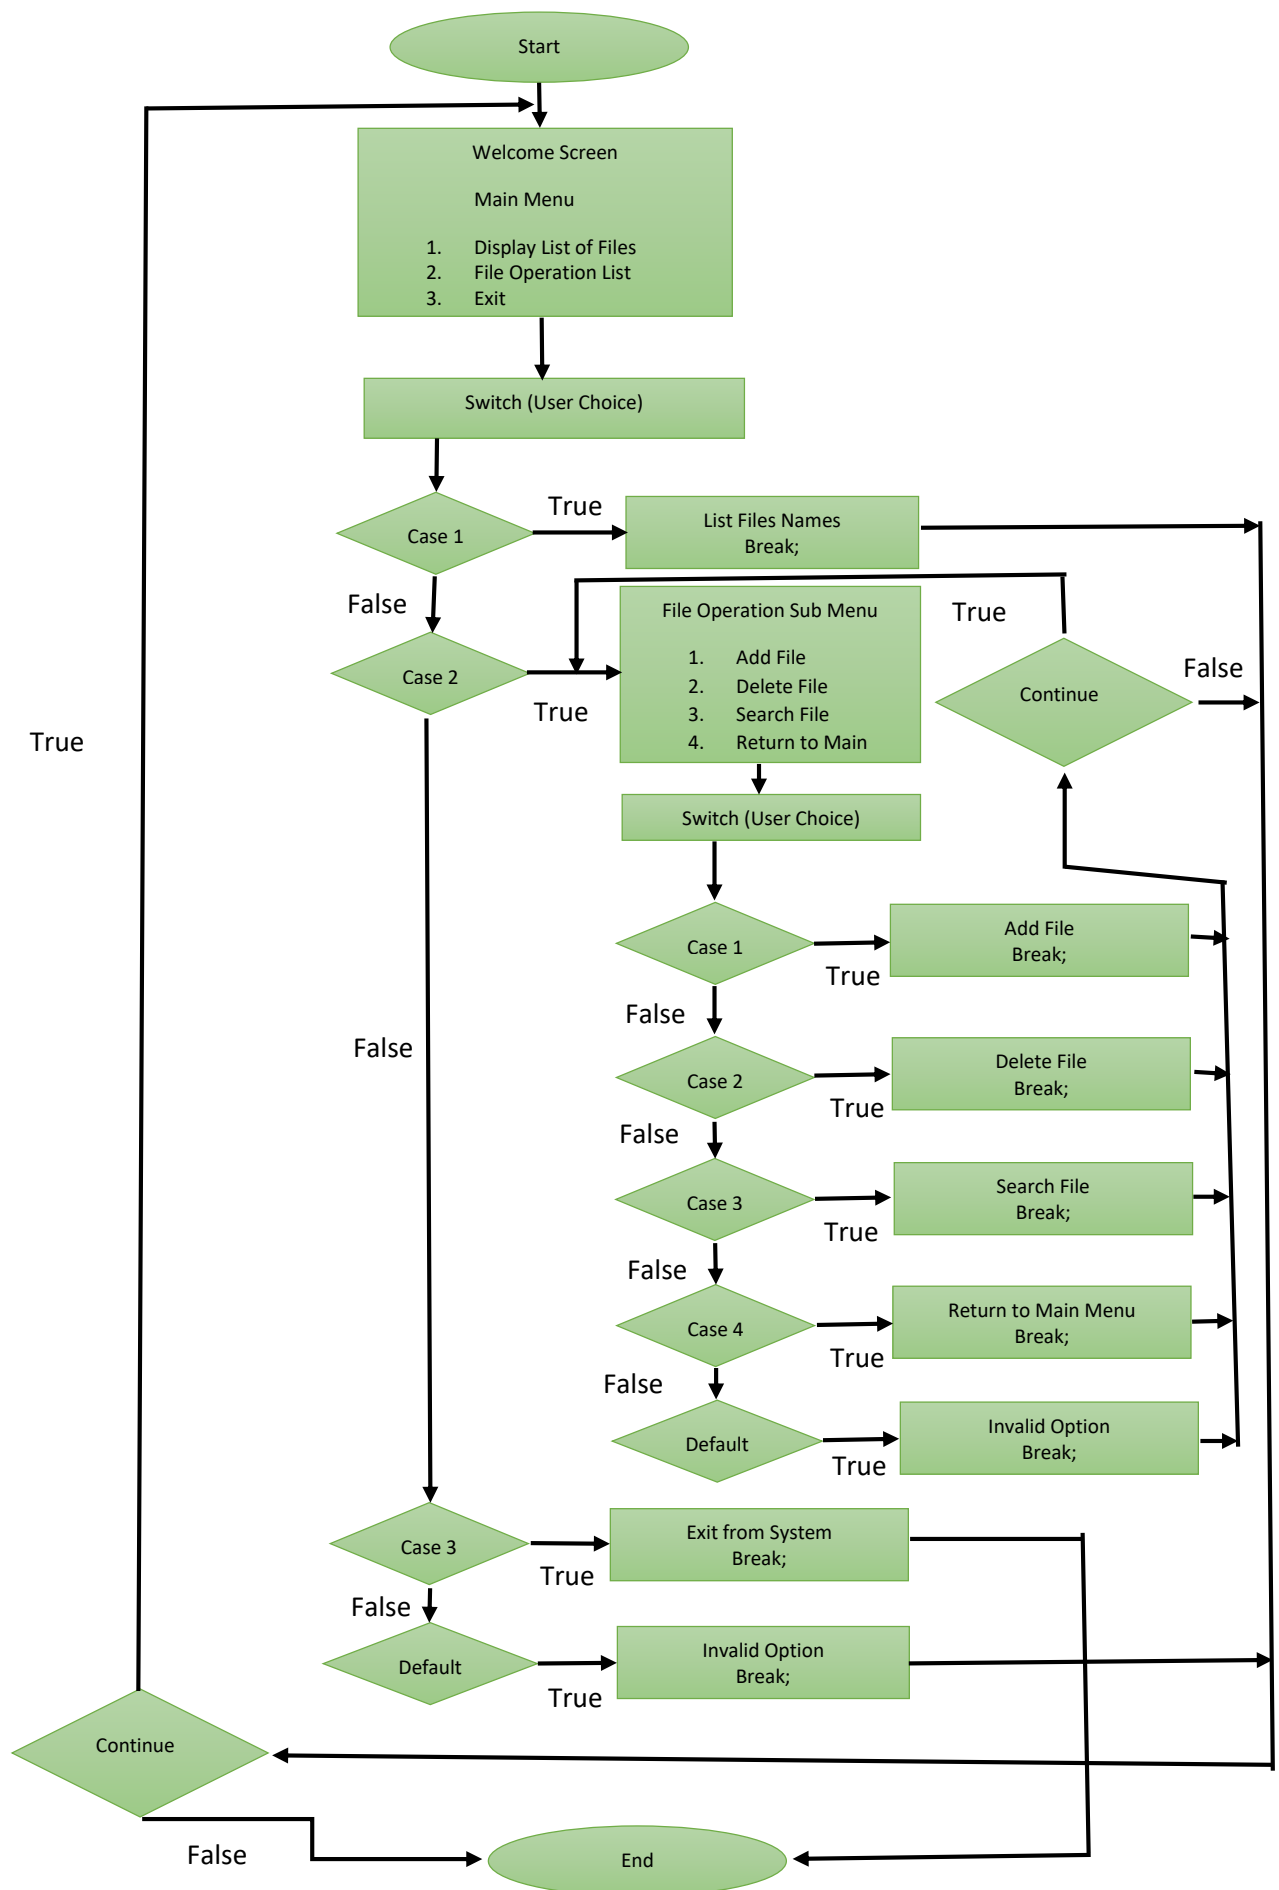 Start
Welcome Screen
Main Menu
1. Display List of Files
2. File Operation List
3. Exit
Switch (User Choice)
Case 1
True
List Files Names
Break;
False
Case 2
True
File Operation Sub Menu
1. Add File
2. Delete File
3. Search File
4. Return to Main
True
Continue
False
Switch (User Choice)
Case 1
True
Add File
Break;
False
Case 2
True
Delete File
Break;
False
Case 3
True
Search File
Break;
False
Case 4
True
Return to Main Menu
Break;
False
Default
True
Invalid Option
Break;
True
False
Case 3
True
Exit from System
Break;
False
Default
True
Invalid Option
Break;
Continue
False
End